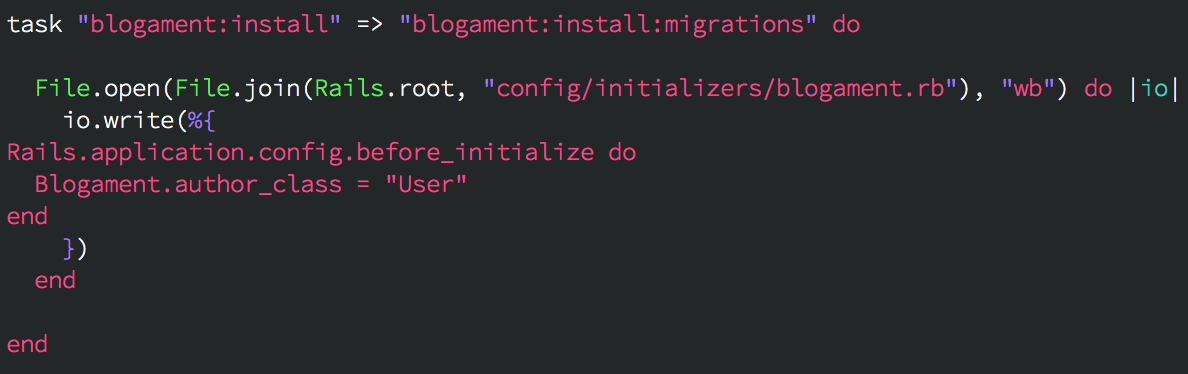 task "blogament:install" => "blogament:install:migrations" do
  File.open(File.join(Rails.root, "config/initializers/blogament.rb"), "wb") do |io|
    io.write(%{
Rails.application.config.before_initialize do
  Blogament.author_class = "User"
end
    })
  end
end